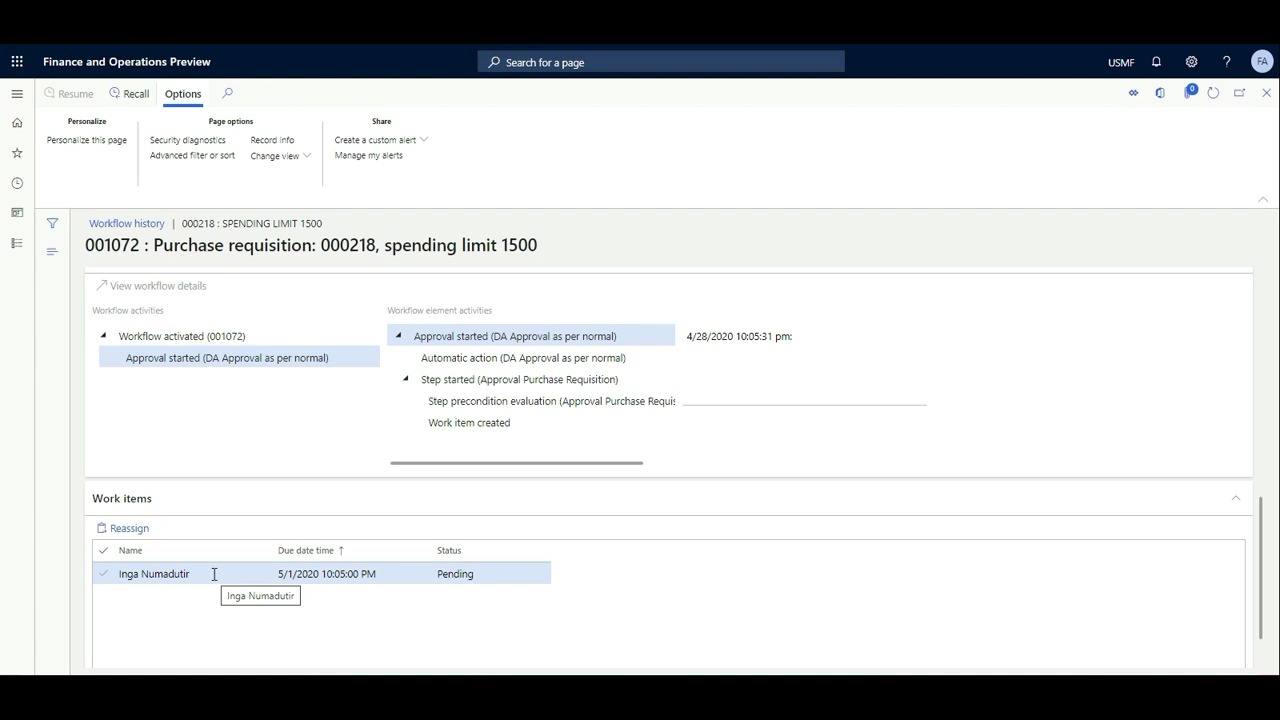 Finance and Operations Preview
Search for a page
USMF
?
FA
Resume
Recall
Options
0
Personalize
Page options
Share
Personalize this page
Security diagnostics
Record info
Create a custom alert
Advanced filter or sort
Change view
Manage my alerts
Workflow history | 000218 : SPENDING LIMIT 1500
001072 : Purchase requisition: 000218, spending limit 1500
View workflow details
Workflow activities
Workflow element activities
Workflow activated (001072)
Approval started (DA Approval as per normal)
4/28/2020 10:05:31 pm:
Approval started (DA Approval as per normal)
Automatic action (DA Approval as per normal)
Step started (Approval Purchase Requisition)
Step precondition evaluation (Approval Purchase Requis
Work item created
Work items
Reassign
Name
Due date time ↑
Status
Inga Numadutir
5/1/2020 10:05:00 PM
Pending
Inga Numadutir